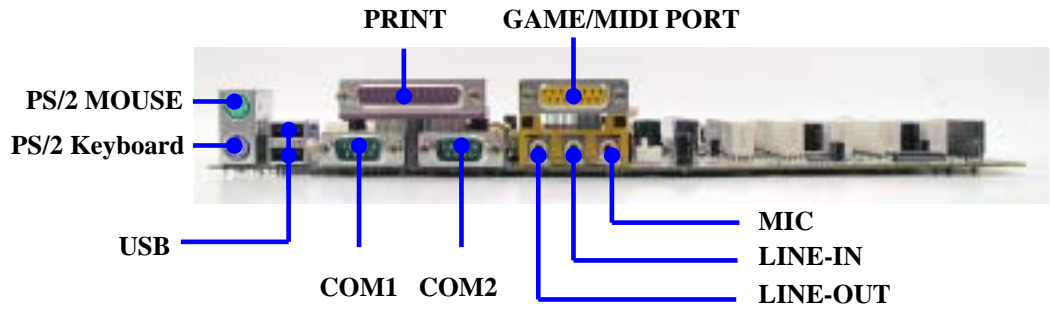 PRINT
GAME/MIDI PORT
PS/2 MOUSE
PS/2 Keyboard
USB
COM1
COM2
MIC
LINE-IN
LINE-OUT